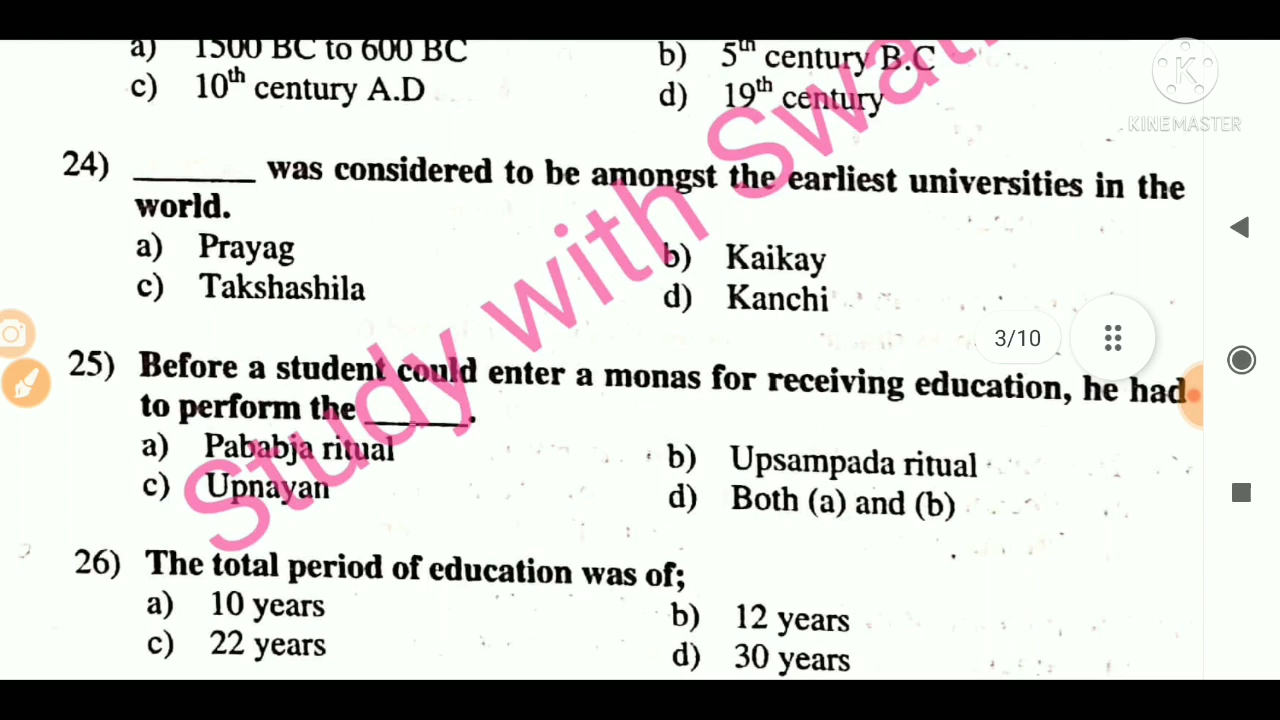 a) 1500 BC to 600 BC b) 5th century B.C
c) 10th century A.D d) 19th century
24) ______ was considered to be amongst the earliest universities in the
world.
a) Prayag b) Kaikay
c) Takshashila d) Kanchi
25) Before a student could enter a monas for receiving education, he had
to perform the ______.
a) Pababja ritual b) Upsampada ritual
c) Upnayan d) Both (a) and (b)
26) The total period of education was of;
a) 10 years b) 12 years
c) 22 years d) 30 years
Study with Swati
K
KINEMASTER
3/10